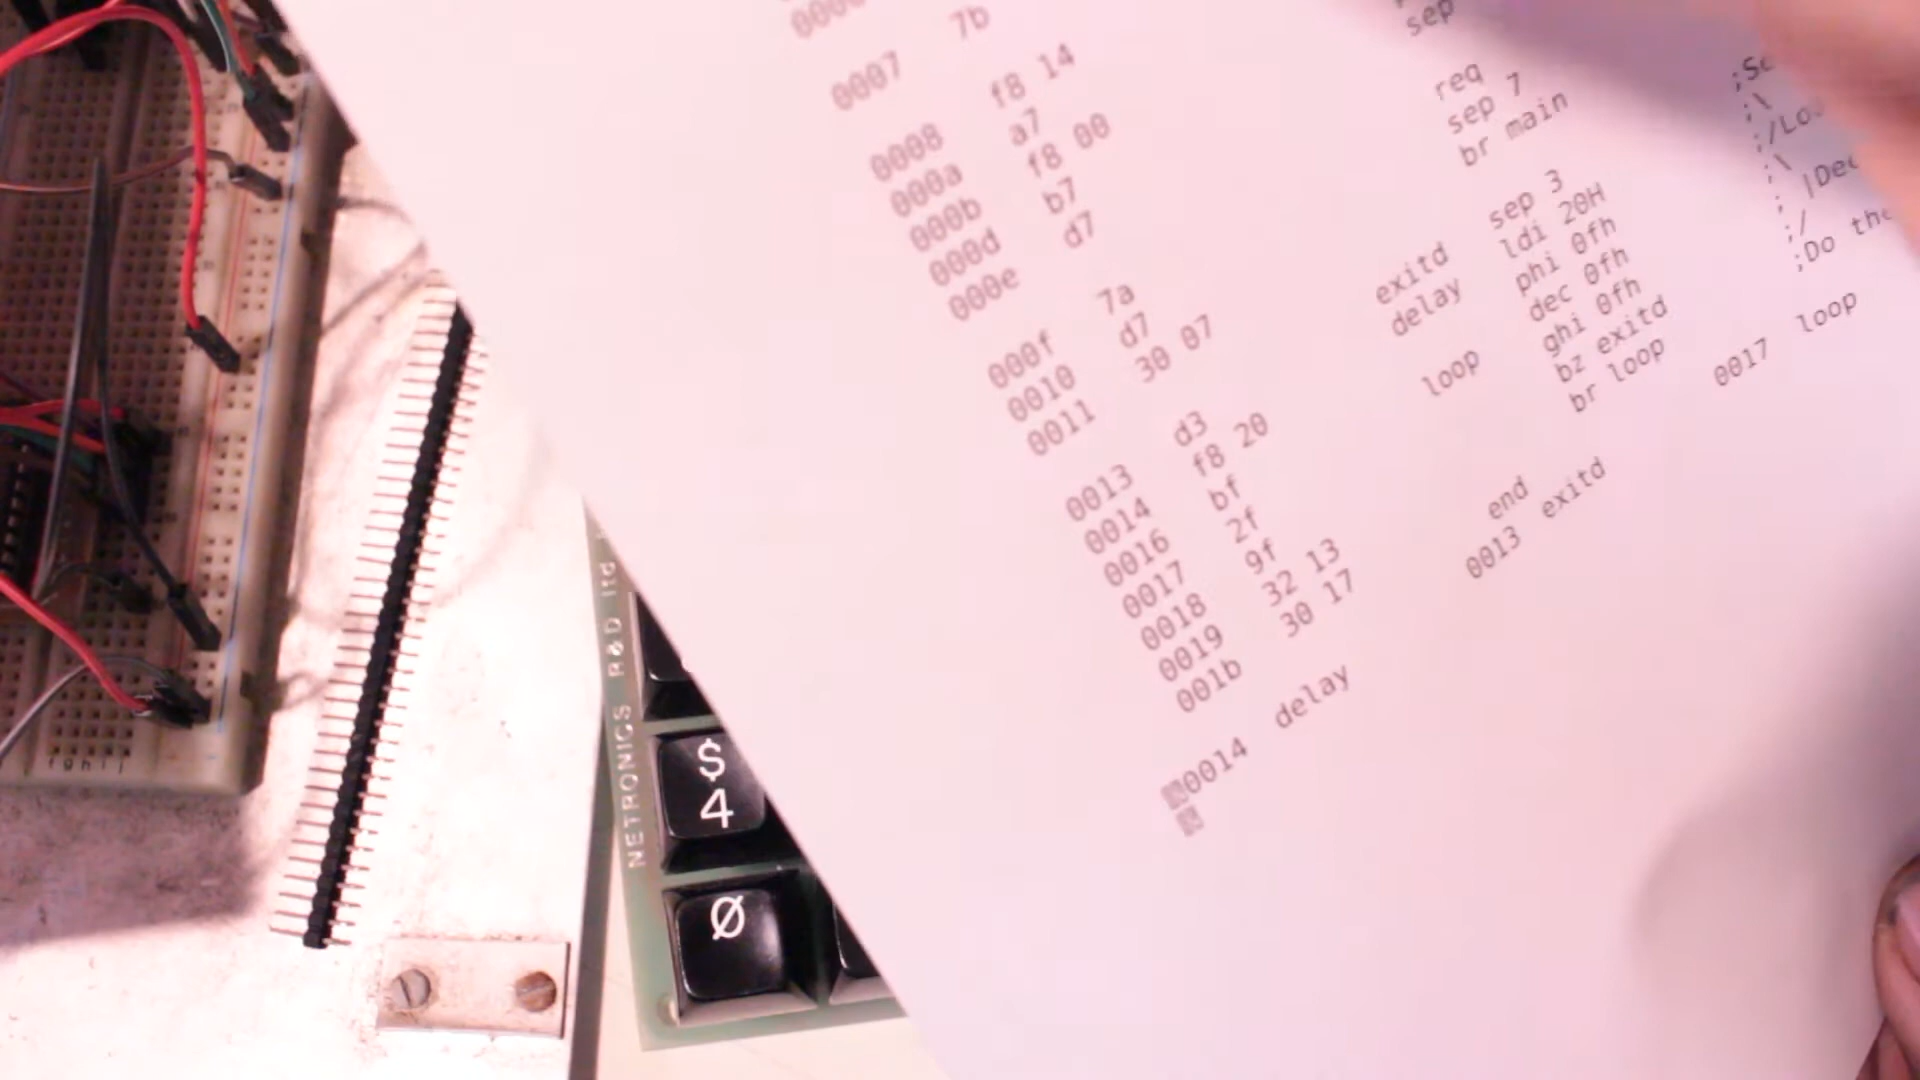 7b
0007
0008 f8 14
000a a7
000b f8 00
000d b7
000e d7 sep
000f 7a req
0010 d7 sep 7
0011 30 07 br main
0013 d3 exitd sep 3
0014 f8 20 delay ldi 20H ;\
0016 bf phi 0fh ;/
0017 2f loop dec 0fh ;\
0018 9f ghi 0fh ; |
0019 32 13 bz exitd ;/
001b 30 17 br loop ;Do
end
0014 delay 0013 exitd 0017 loop
NETRONICS R&D ltd
$
4
Ø
f g h i j